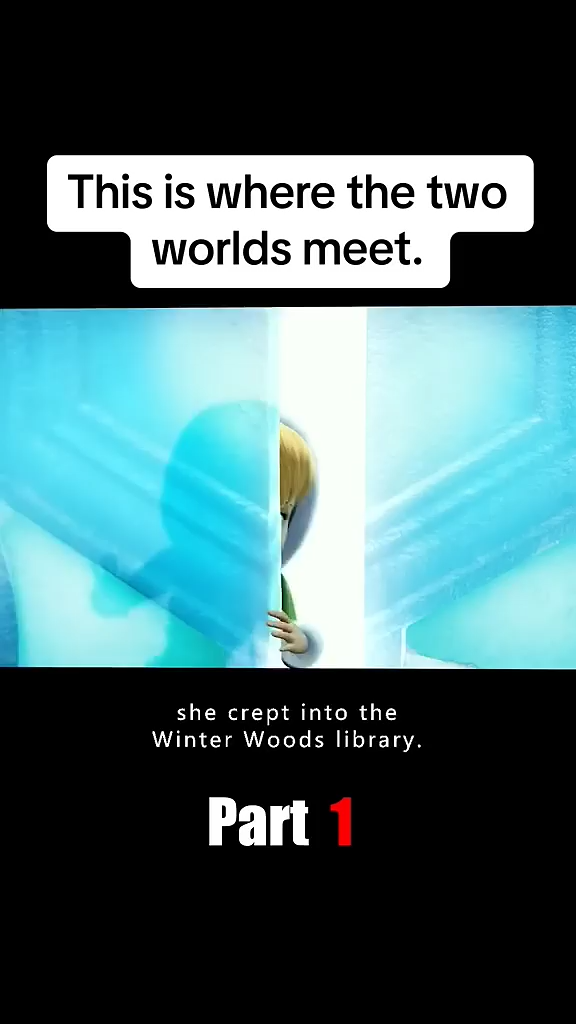 This is where the two
worlds meet.
she crept into the
Winter Woods library.
Part 1